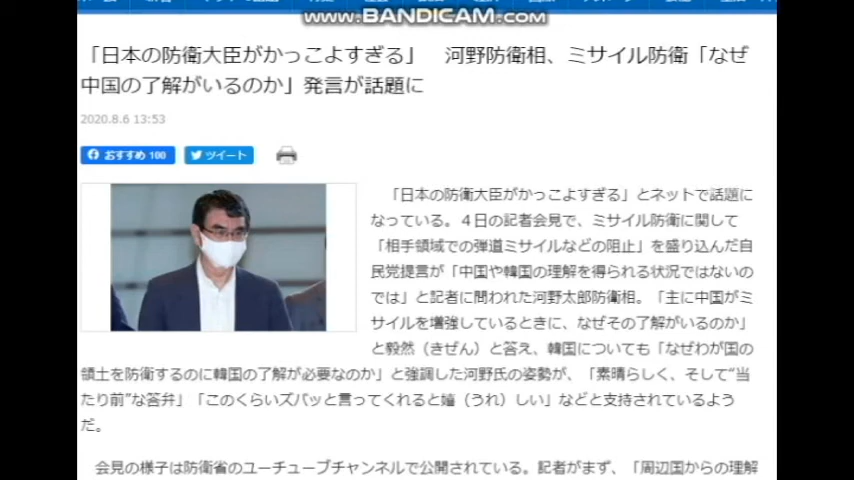 www.BANDICAM.com
「日本の防衛大臣がかっこよすぎる」　河野防衛相、ミサイル防衛「なぜ
中国の了解がいるのか」発言が話題に
2020.8.6 13:53
おすすめ 100
ツイート
「日本の防衛大臣がかっこよすぎる」とネットで話題に
なっている。４日の記者会見で、ミサイル防衛に関して
「相手領域での弾道ミサイルなどの阻止」を盛り込んだ自
民党提言が「中国や韓国の理解を得られる状況ではないの
では」と記者に問われた河野太郎防衛相。「主に中国がミ
サイルを増強しているときに、なぜその了解がいるのか」
と毅然（きぜん）と答え、韓国についても「なぜわが国の
領土を防衛するのに韓国の了解が必要なのか」と強調した河野氏の姿勢が、「素晴らしく、そして“当
たり前”な答弁」「このくらいズバッと言ってくれると嬉（うれ）しい」などと支持されているよう
だ。
会見の様子は防衛省のユーチューブチャンネルで公開されている。記者がまず、「周辺国からの理解